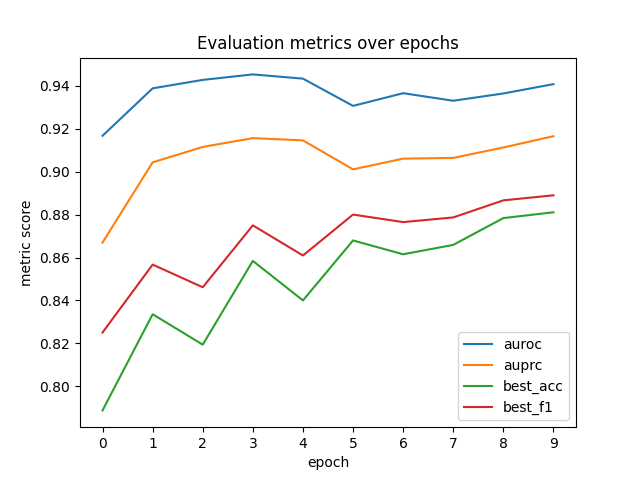 Evaluation metrics over epochs
metric score
0.94
0.92
0.90
0.88
0.86
0.84
0.82
0.80
auroc
auprc
best_acc
best_f1
0 1 2 3 4 5 6 7 8 9
epoch